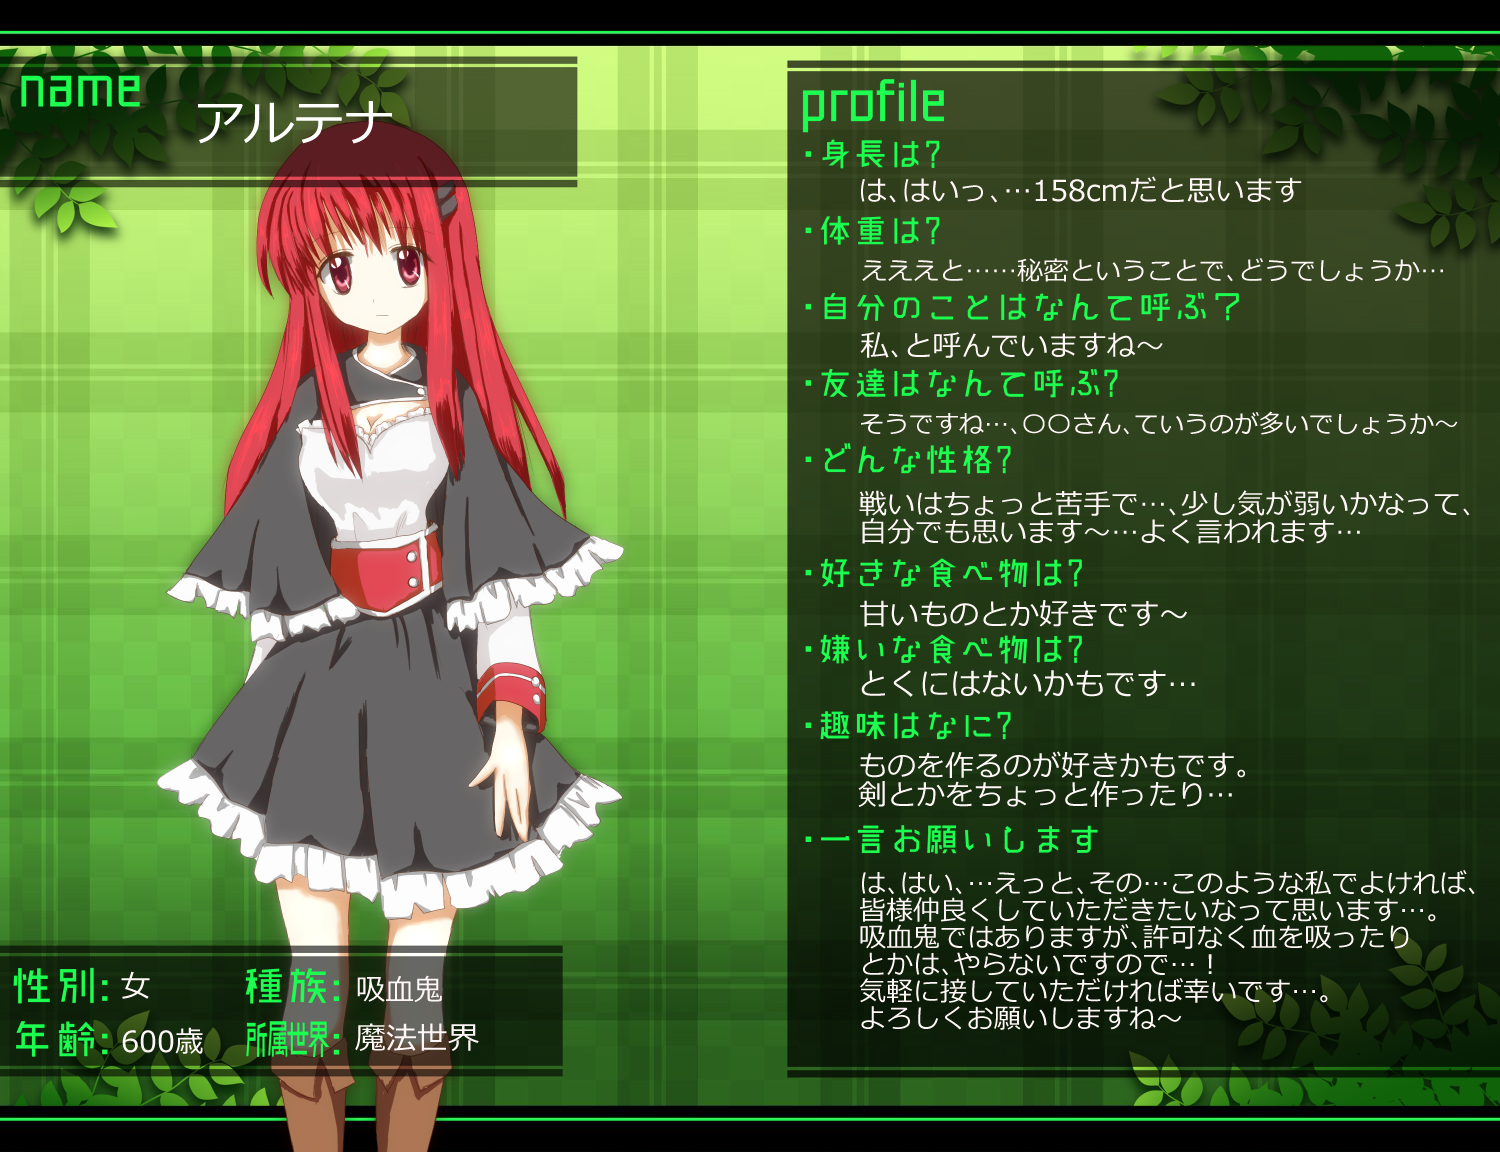 name
アルテナ
profile
・身長は?
は、はいっ、…158cmだと思います
・体重は?
えええと……秘密ということで、どうでしょうか…
・自分のことはなんて呼ぶ?
私、と呼んでいますね～
・友達はなんて呼ぶ?
そうですね…、〇〇さん、ていうのが多いでしょうか～
・どんな性格?
戦いはちょっと苦手で…、少し気が弱いかなって、
自分でも思います～…よく言われます…
・好きな食べ物は?
甘いものとか好きです～
・嫌いな食べ物は?
とくにはないかもです…
・趣味はなに?
ものを作るのが好きかもです。
剣とかをちょっと作ったり…
・一言お願いします
は、はい、…えっと、その…このような私でよければ、
皆様仲良くしていただきたいなって思います…。
吸血鬼ではありますが、許可なく血を吸ったり
とかは、やらないですので…！
気軽に接していただければ幸いです…。
よろしくお願いしますね～
性別: 女 種族: 吸血鬼
年齢: 600歳 所属世界: 魔法世界